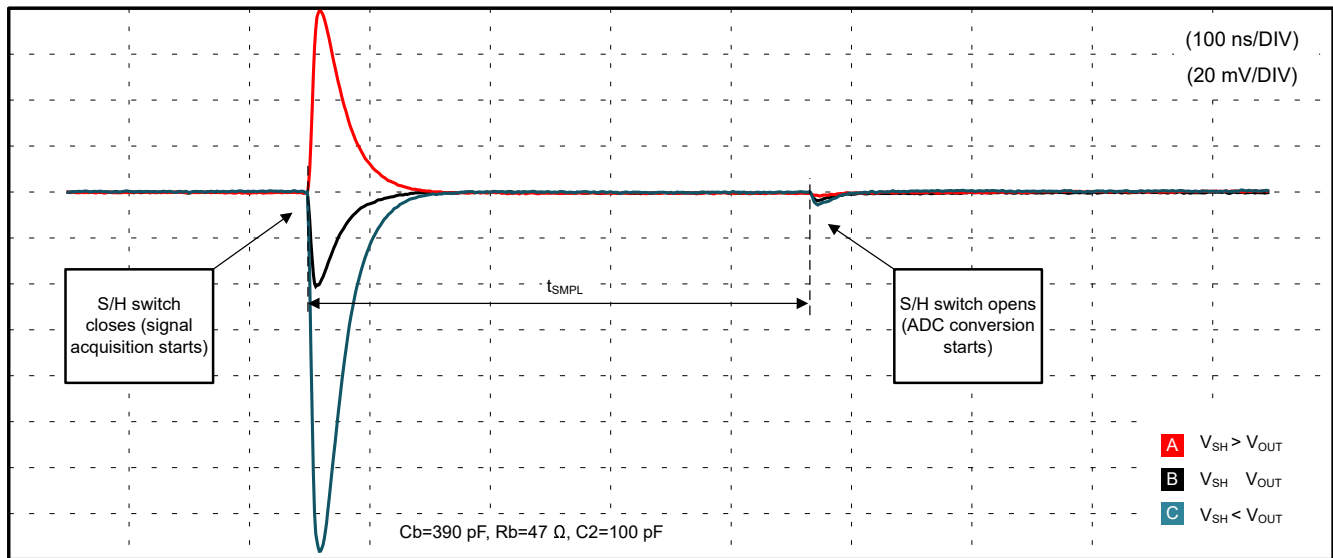 (100 ns/DIV)
(20 mV/DIV)
S/H switch
closes (signal
acquisition starts)
tSMPL
S/H switch opens
(ADC conversion
starts)
A VSH > VOUT
B VSH VOUT
C VSH < VOUT
Cb=390 pF, Rb=47 Ω, C2=100 pF